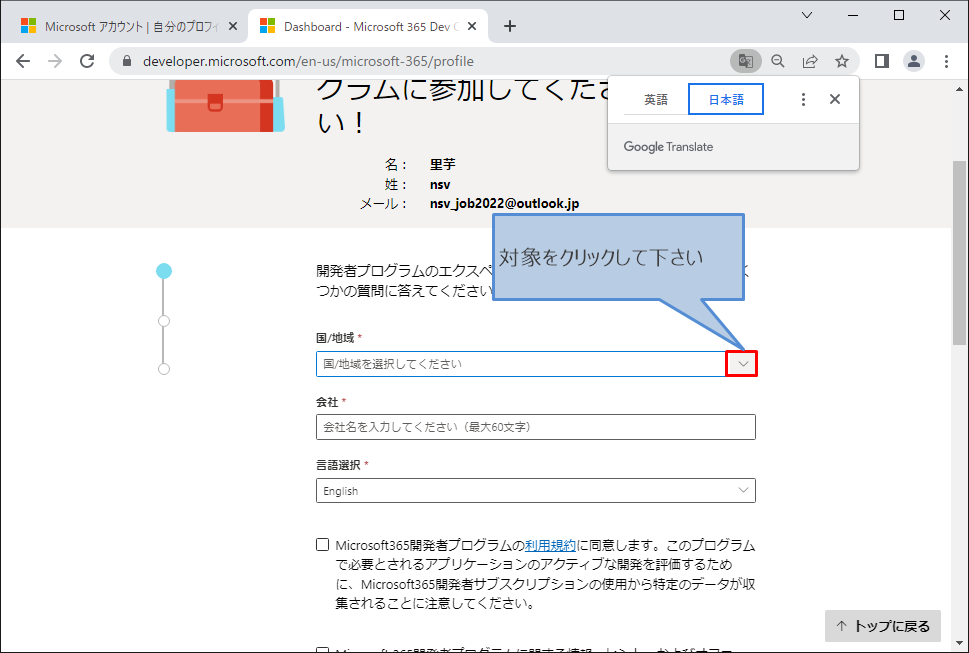 Microsoft アカウント | 自分のプロフィ
Dashboard - Microsoft 365 Dev C
developer.microsoft.com/en-us/microsoft-365/profile
英語
日本語
Google Translate
グラムに参加してくださ
い！
名： 里芋
姓： nsv
メール： nsv_job2022@outlook.jp
対象をクリックして下さい
開発者プログラムのエクスペ
つかの質問に答えてください
国/地域 *
国/地域を選択してください
会社 *
会社名を入力してください（最大60文字）
言語選択 *
English
Microsoft365開発者プログラムの利用規約に同意します。このプログラム
で必要とされるアプリケーションのアクティブな開発を評価するため
に、Microsoft365開発者サブスクリプションの使用から特定のデータが収
集されることに注意してください。
↑ トップに戻る